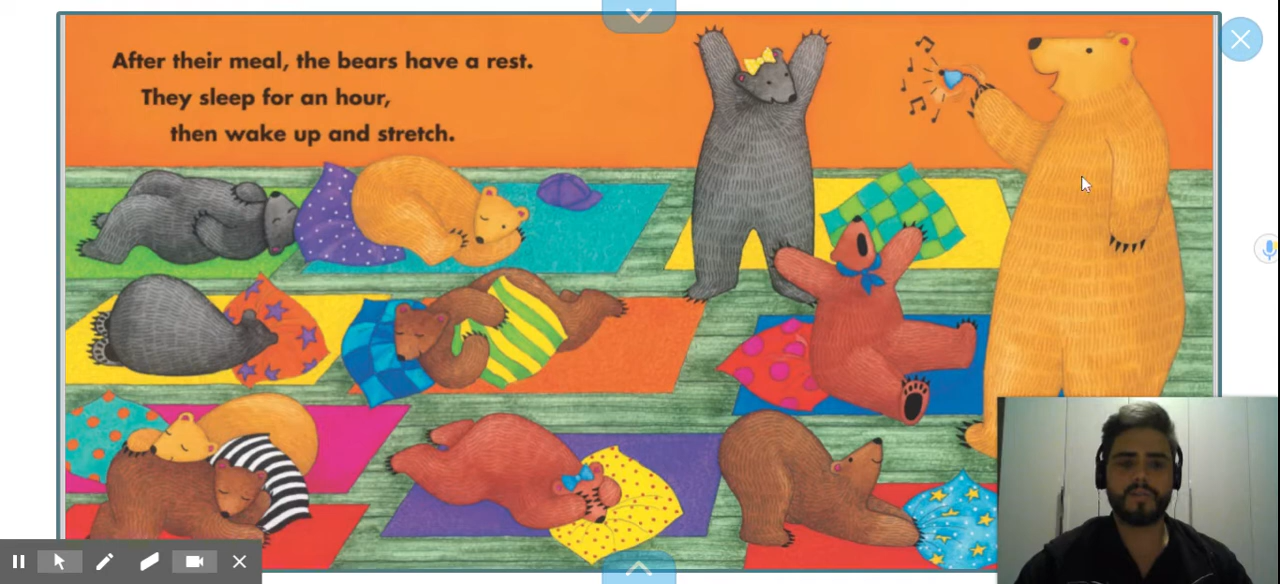 After their meal, the bears have a rest.
They sleep for an hour,
then wake up and stretch.